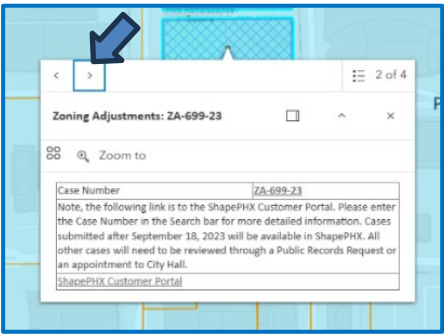 2 of 4
Zoning Adjustments: ZA-699-23
Zoom to
Case Number ZA-699-23
Note, the following link is to the ShapePHX Customer Portal. Please enter
the Case Number in the Search bar for more detailed information. Cases
submitted after September 18, 2023 will be available in ShapePHX. All
other cases will need to be reviewed through a Public Records Request or
an appointment to City Hall.
ShapePHX Customer Portal